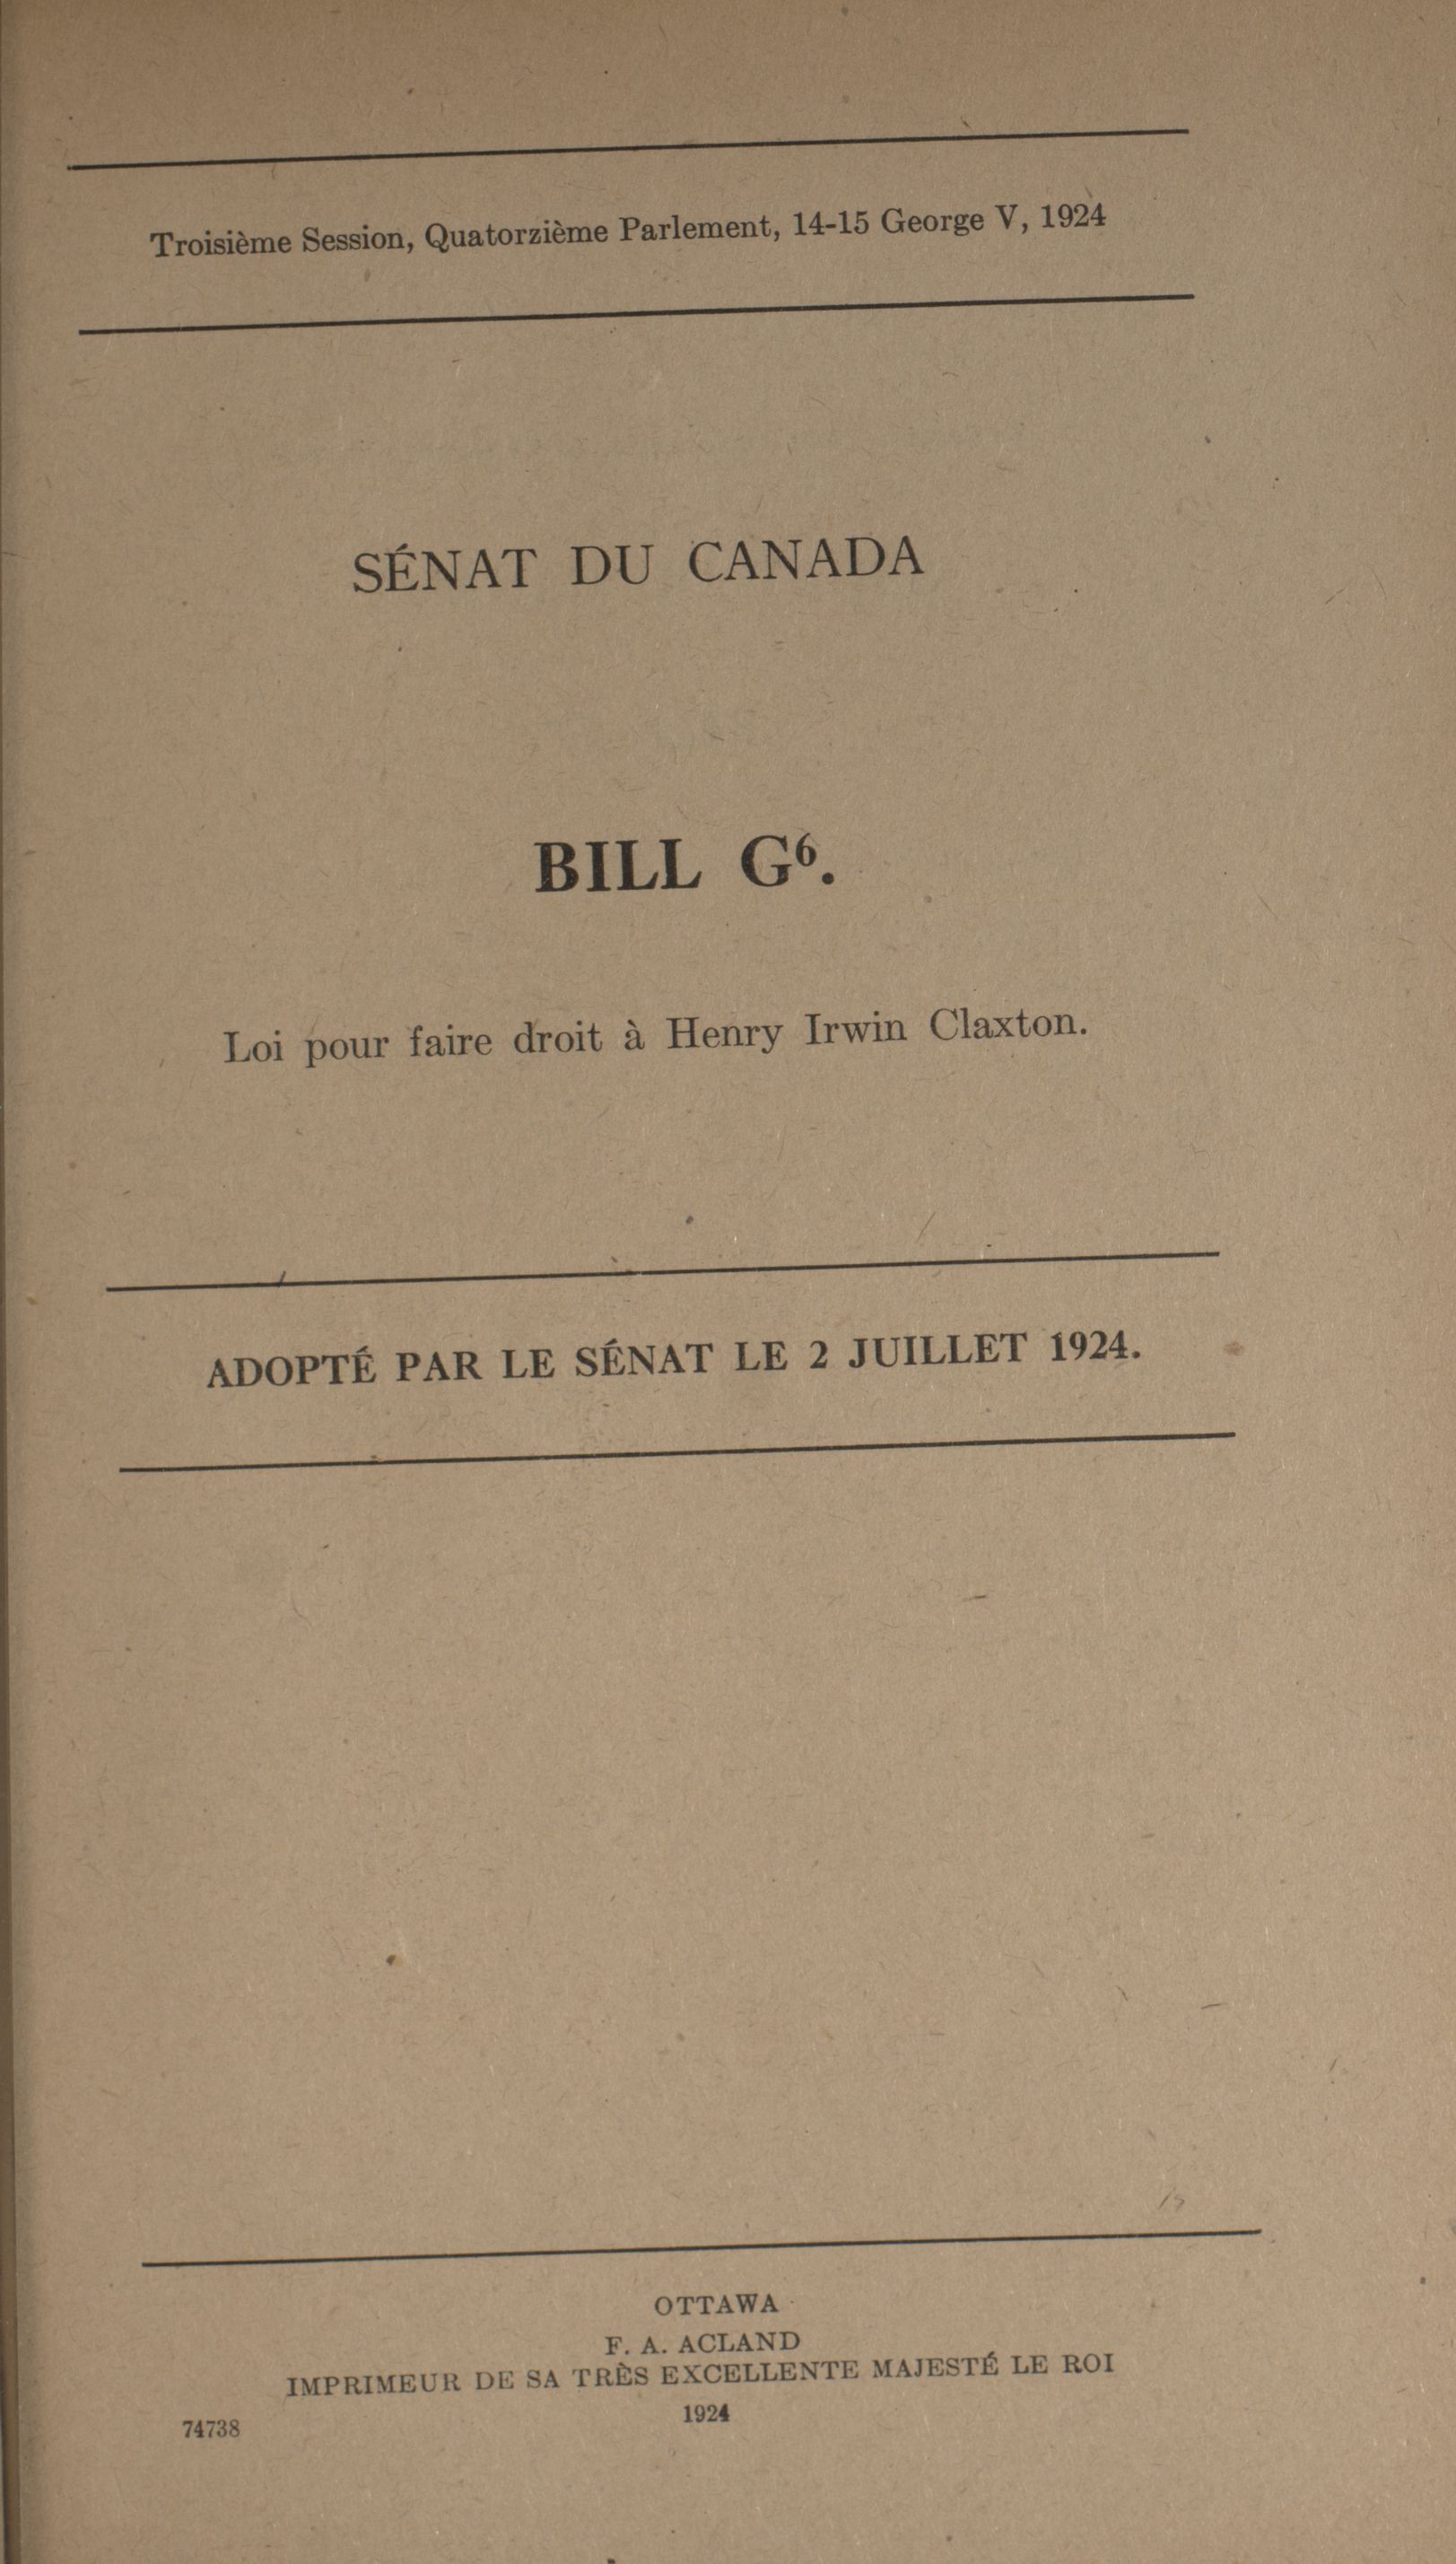 Troisième Session, Quatorzième Parlement, 14-15 George V, 1924
SÉNAT DU CANADA
BILL G⁶.
Loi pour faire droit à Henry Irwin Claxton.
ADOPTÉ PAR LE SÉNAT LE 2 JUILLET 1924.
OTTAWA
F. A. ACLAND
IMPRIMEUR DE SA TRÈS EXCELLENTE MAJESTÉ LE ROI
1924
74738